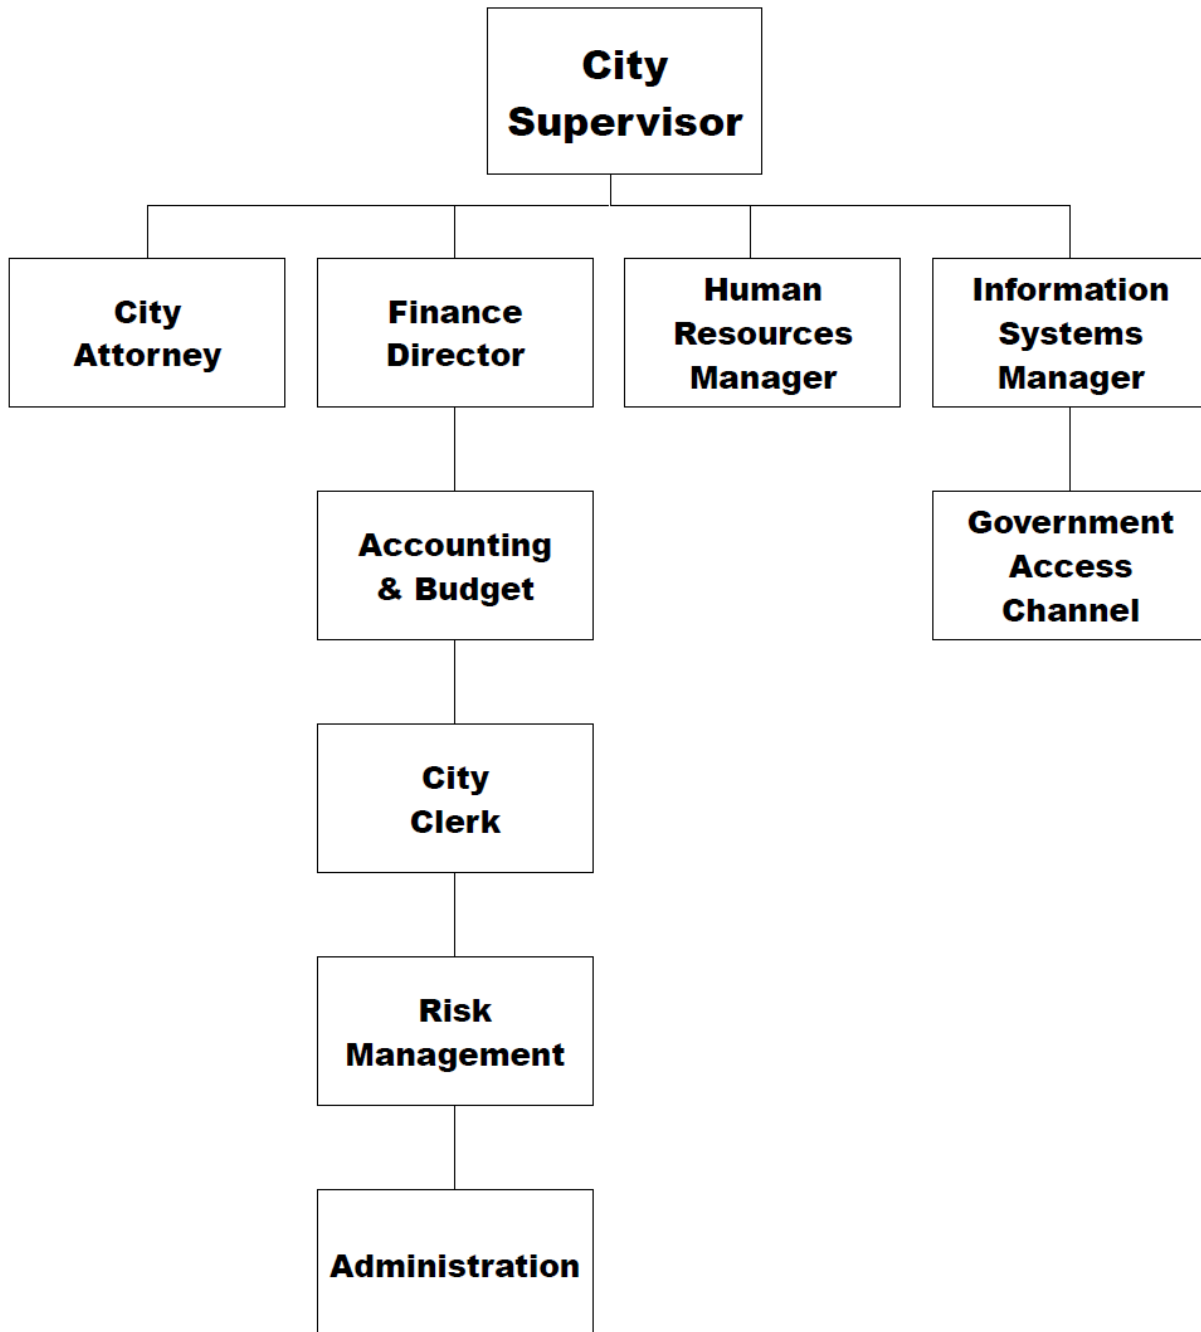 City
Supervisor
City
Attorney
Finance
Director
Human
Resources
Manager
Information
Systems
Manager
Accounting
& Budget
Government
Access
Channel
City
Clerk
Risk
Management
Administration